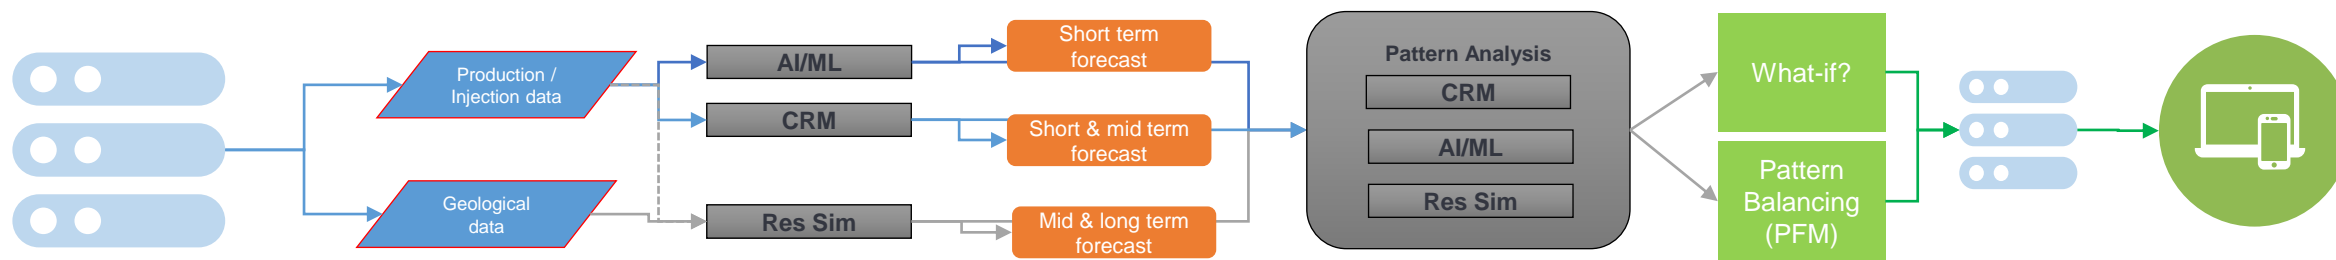 Production /
Injection data
Geological
data
AI/ML
CRM
Res Sim
Short term
forecast
Short & mid term
forecast
Mid & long term
forecast
Pattern Analysis
CRM
AI/ML
Res Sim
What-if?
Pattern
Balancing
(PFM)